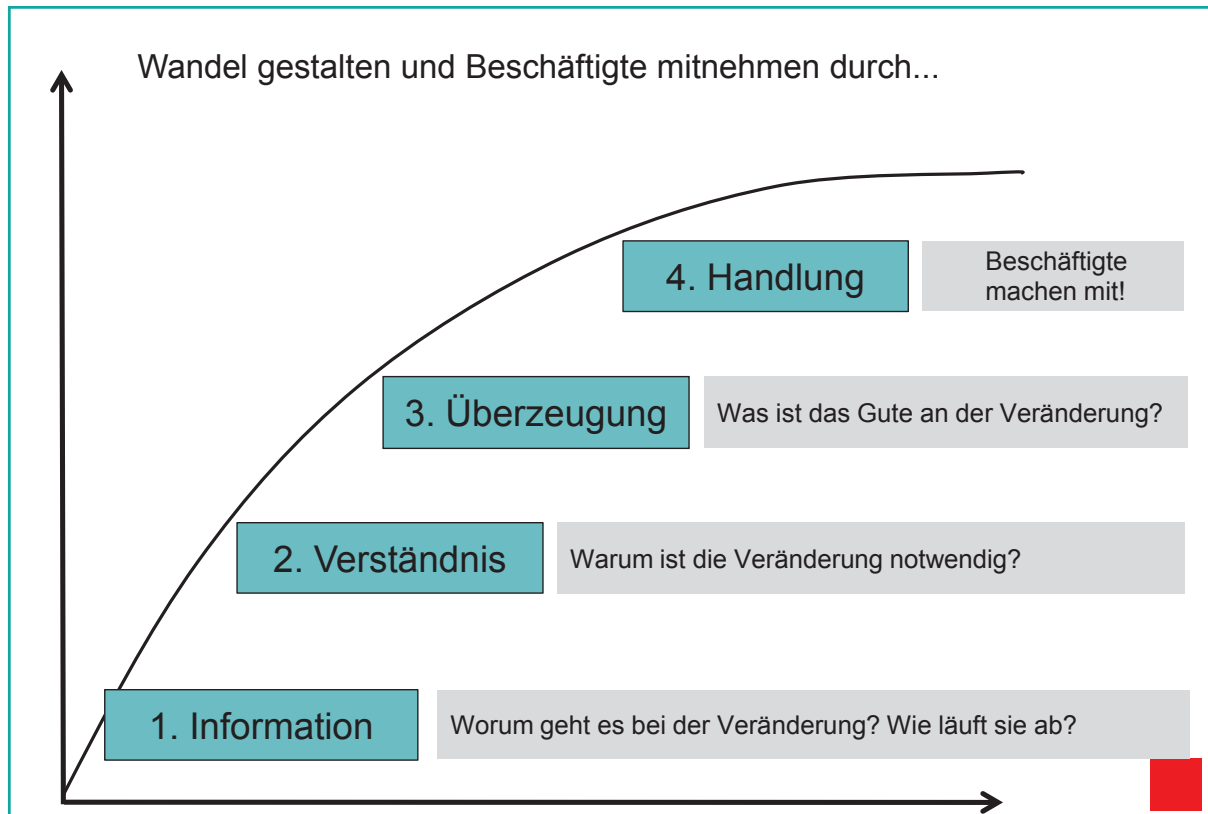 Wandel gestalten und Beschäftigte mitnehmen durch...
4. Handlung
Beschäftigte
machen mit!
3. Überzeugung
Was ist das Gute an der Veränderung?
2. Verständnis
Warum ist die Veränderung notwendig?
1. Information
Worum geht es bei der Veränderung? Wie läuft sie ab?